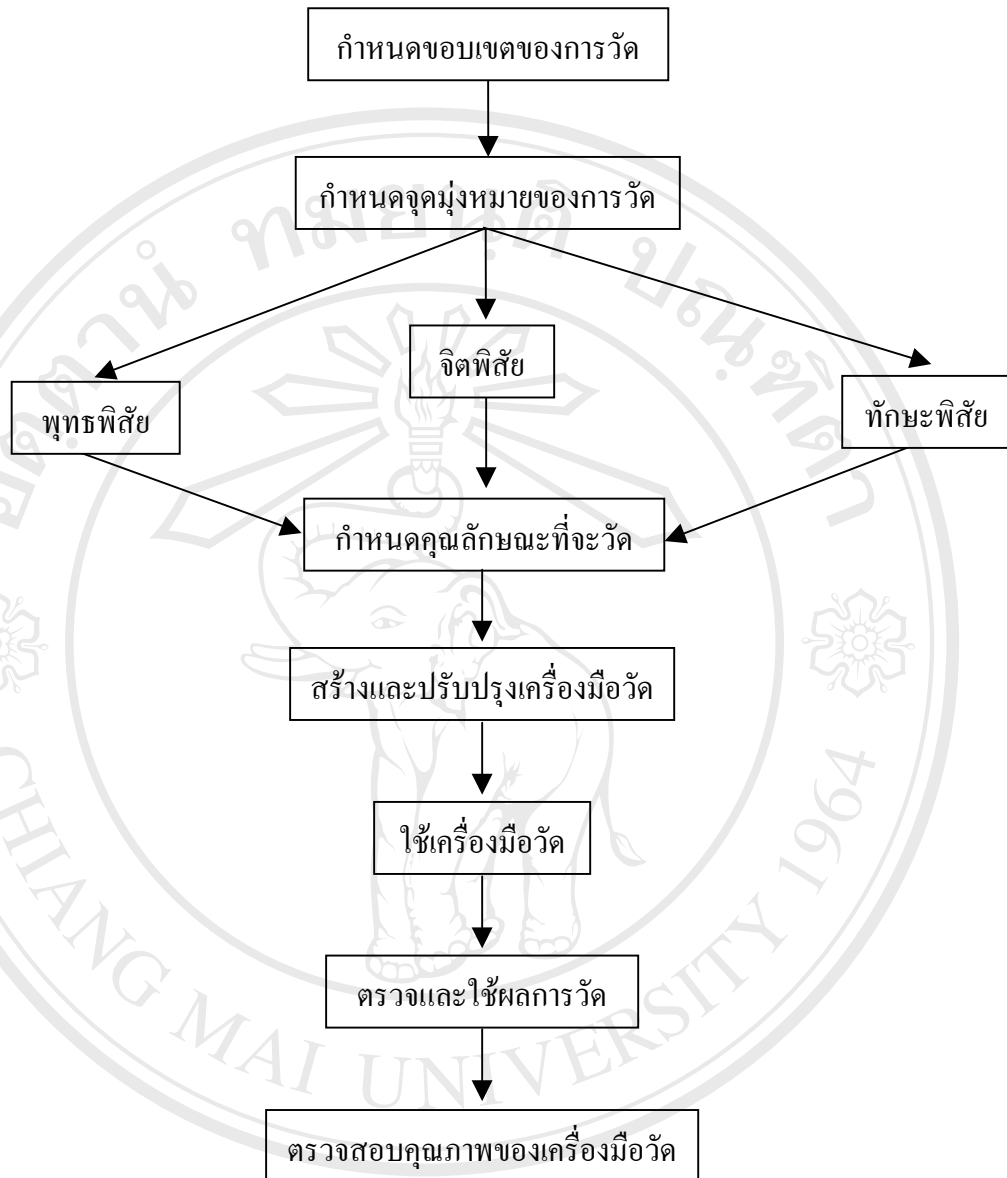 กำหนดขอบเขตของการวัด
กำหนดจุดมุ่งหมายของการวัด
จิตพิสัย
พุทธพิสัย
ทักษะพิสัย
กำหนดคุณลักษณะที่จะวัด
สร้างและปรับปรุงเครื่องมือวัด
ใช้เครื่องมือวัด
ตรวจและใช้ผลการวัด
ตรวจสอบคุณภาพของเครื่องมือวัด
CHIANG MAI UNIVERSITY 1964